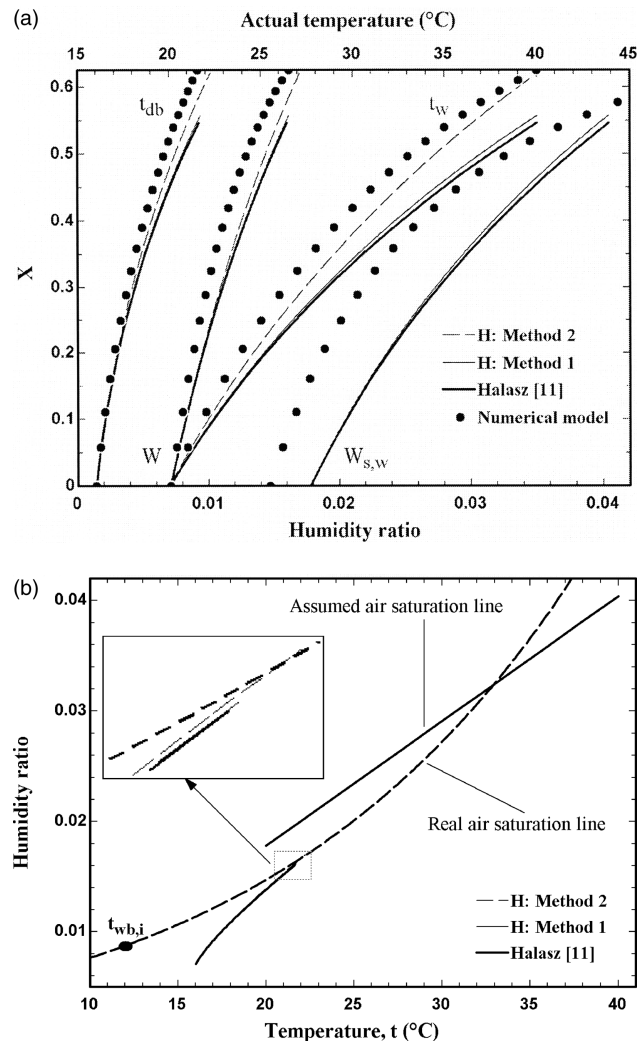 (a)
Actual temperature (°C)
15 20 25 30 35 40 45
0.6
0.5
0.4
0.3
0.2
0.1
0
X
t_db
t_w
W
W_s,w
H: Method 2
H: Method 1
Halasz [11]
Numerical model
0 0.01 0.02 0.03 0.04
Humidity ratio
(b)
0.04
0.03
0.02
0.01
Humidity ratio
Assumed air saturation line
Real air saturation line
t_wb,i
H: Method 2
H: Method 1
Halasz [11]
10 15 20 25 30 35 40
Temperature, t (°C)